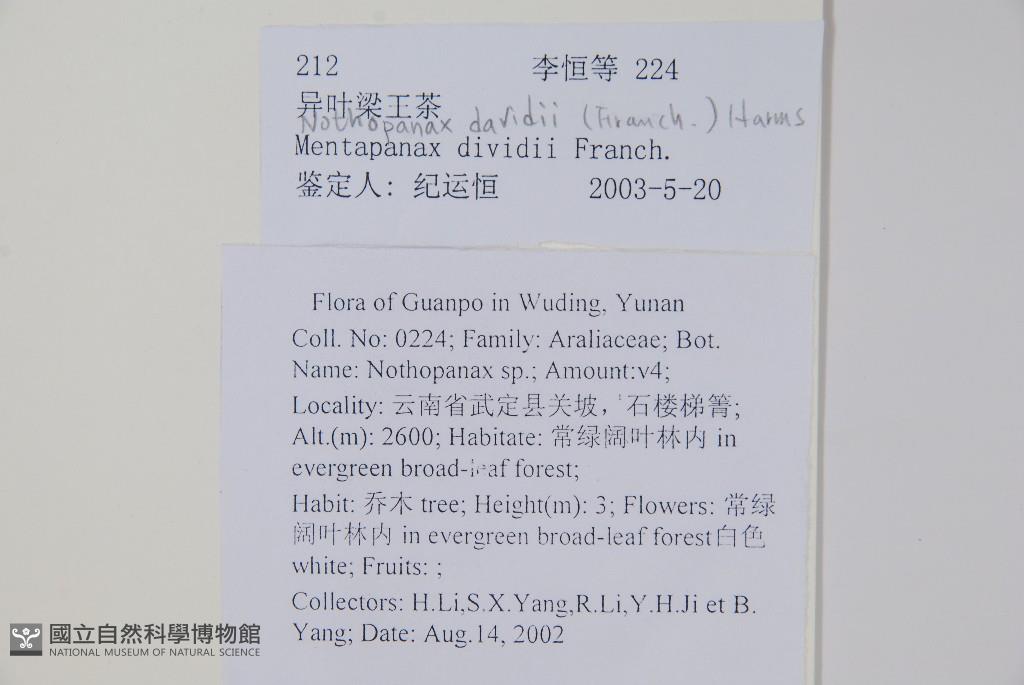 212 李恒等 224
异叶梁王茶
Nothopanax davidii (Franch.) Harms
Mentapanax dividii Franch.
鉴定人: 纪运恒 2003-5-20
Flora of Guanpo in Wuding, Yunan
Coll. No: 0224; Family: Araliaceae; Bot.
Name: Nothopanax sp.; Amount:v4;
Locality: 云南省武定县关坡, 石楼梯箐;
Alt.(m): 2600; Habitate: 常绿阔叶林内 in
evergreen broad-leaf forest;
Habit: 乔木 tree; Height(m): 3; Flowers: 常绿
阔叶林内 in evergreen broad-leaf forest白色
white; Fruits: ;
Collectors: H.Li,S.X.Yang,R.Li,Y.H.Ji et B.
Yang; Date: Aug.14, 2002
國立自然科學博物館
NATIONAL MUSEUM OF NATURAL SCIENCE